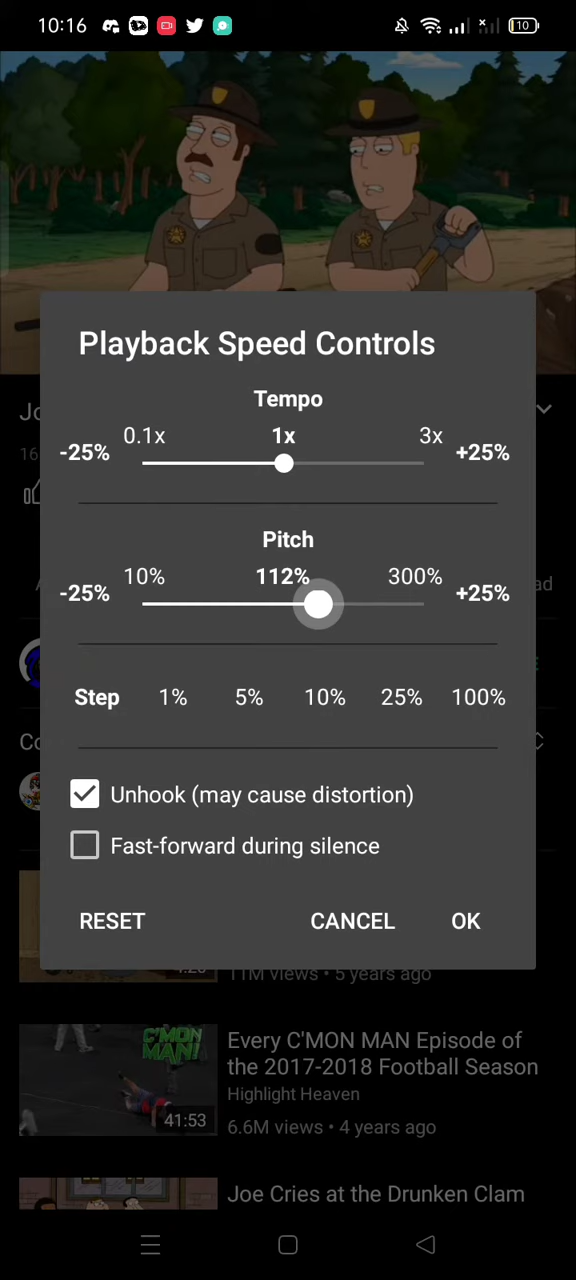 10:16
10
Playback Speed Controls
Tempo
0.1x 1x 3x
-25% +25%
Pitch
10% 112% 300%
-25% +25%
Step 1% 5% 10% 25% 100%
Unhook (may cause distortion)
Fast-forward during silence
RESET CANCEL OK
11M views • 5 years ago
C'MON
MAN!
Every C'MON MAN Episode of
the 2017-2018 Football Season
Highlight Heaven
41:53
6.6M views • 4 years ago
Joe Cries at the Drunken Clam